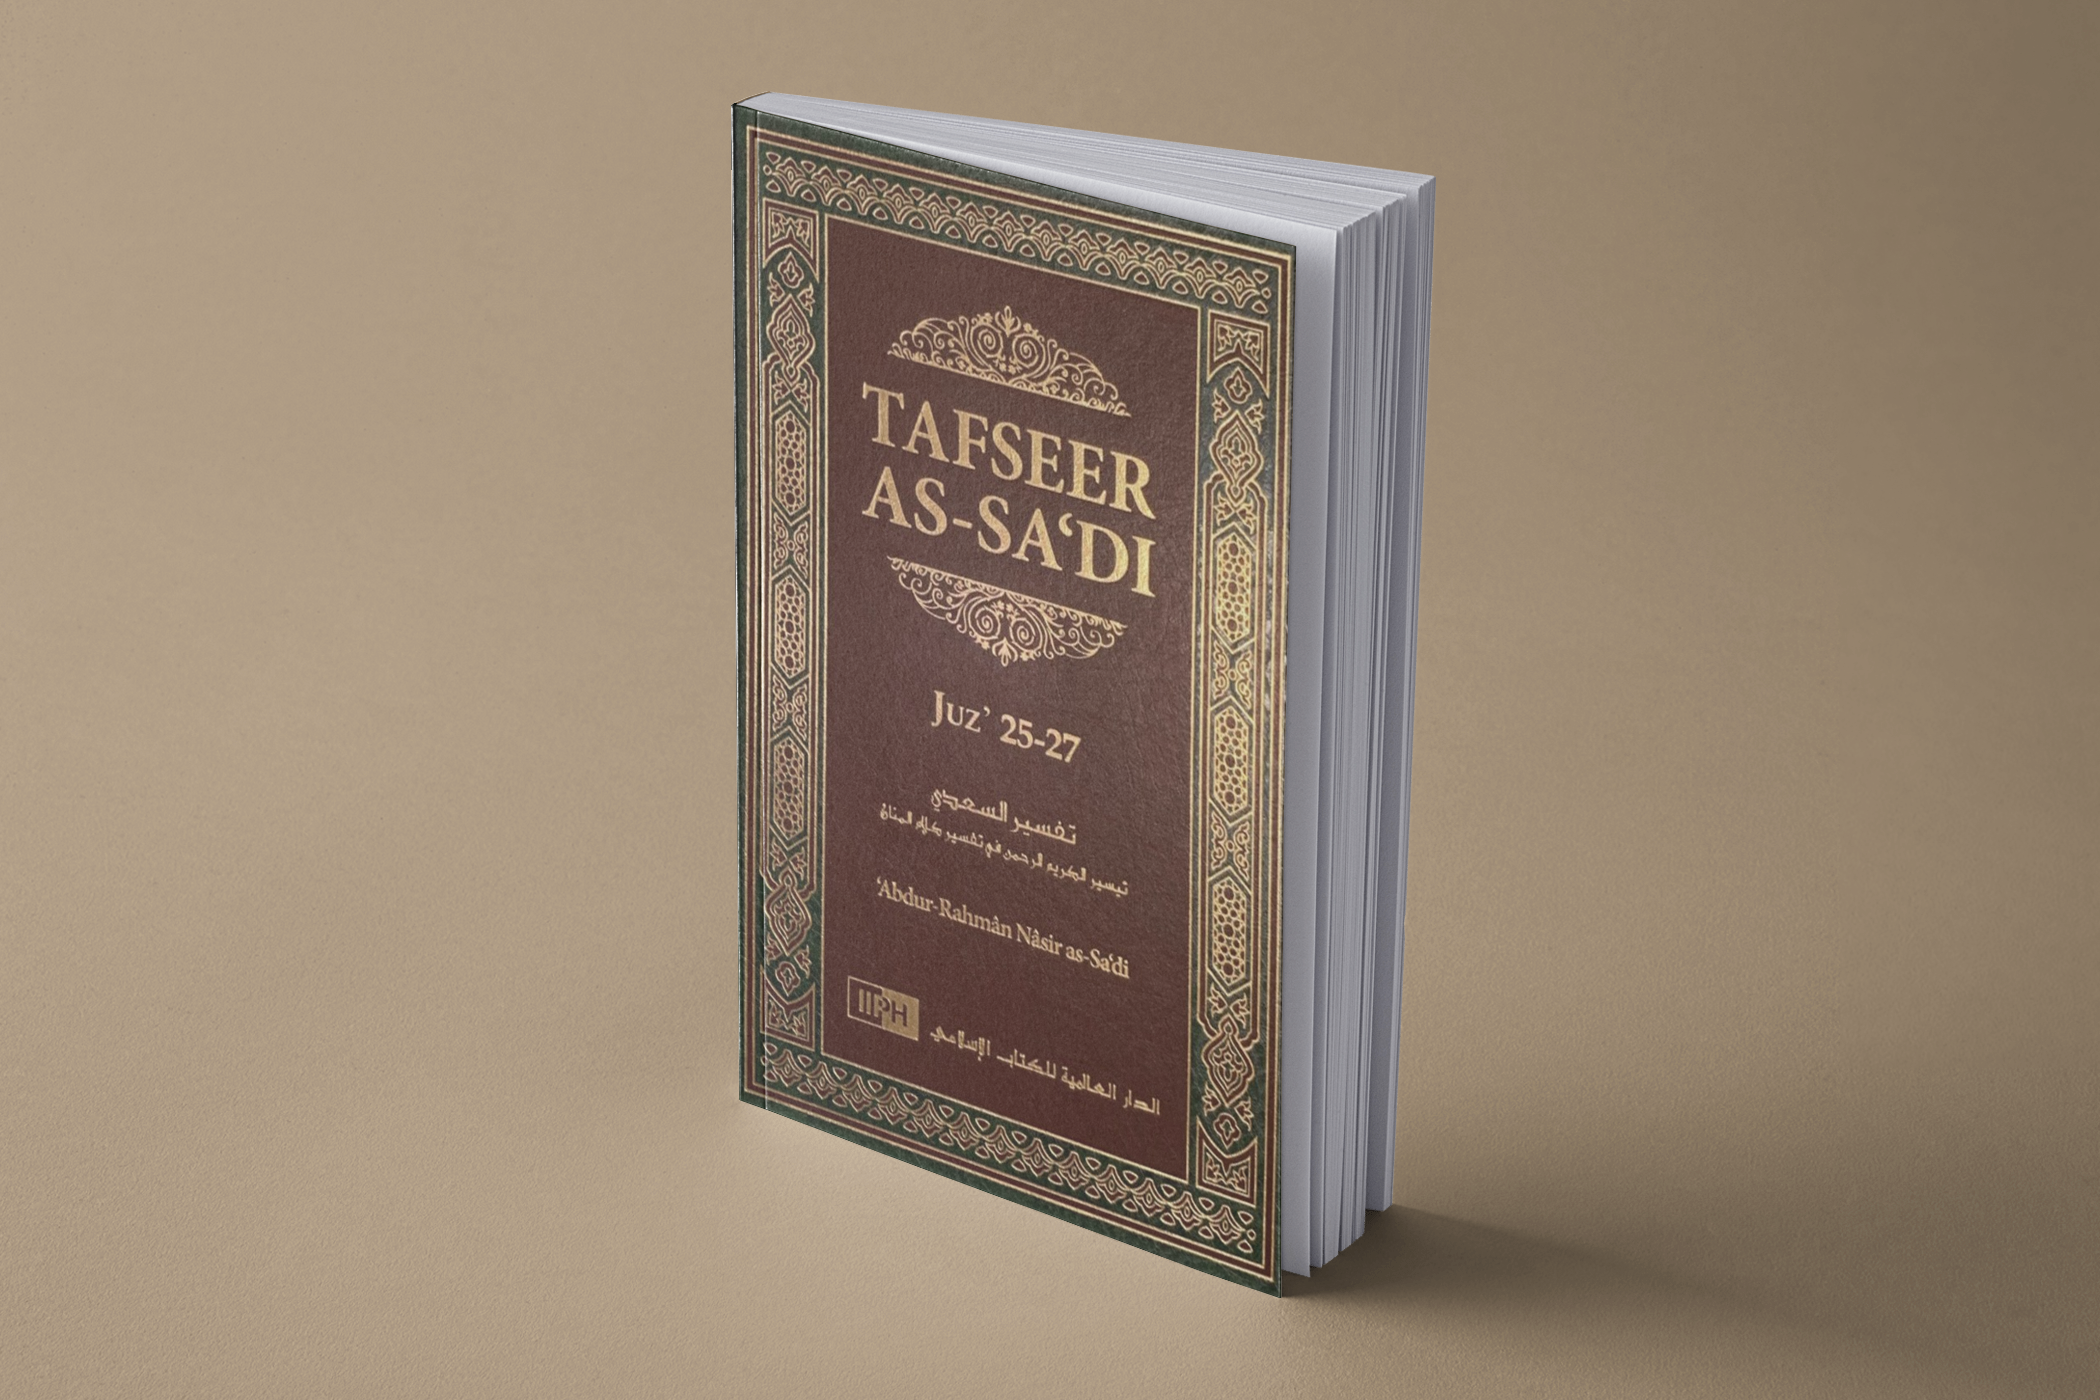 TAFSEER
AS-SA‘DI
Juz’ 25-27
تفسير السعدي
تيسير الكريم الرحمن في تفسير كلام المنان
‘Abdur-Rahmân Nâsir as-Sa‘di
IIPH
الدار العالمية للكتاب الإسلامي